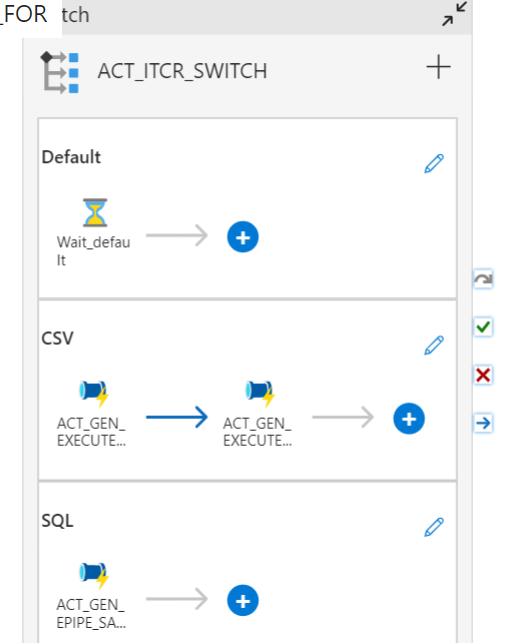 _FOR
tch
ACT_ITCR_SWITCH
Default
Wait_defau
lt
CSV
ACT_GEN_
EXECUTE...
ACT_GEN_
EXECUTE...
SQL
ACT_GEN_
EPIPE_SA...